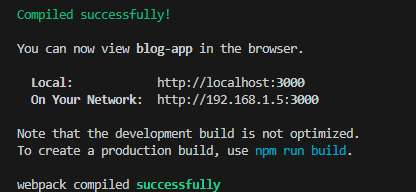 Compiled successfully!
You can now view blog-app in the browser.
Local: http://localhost:3000
On Your Network: http://192.168.1.5:3000
Note that the development build is not optimized.
To create a production build, use npm run build.
webpack compiled successfully